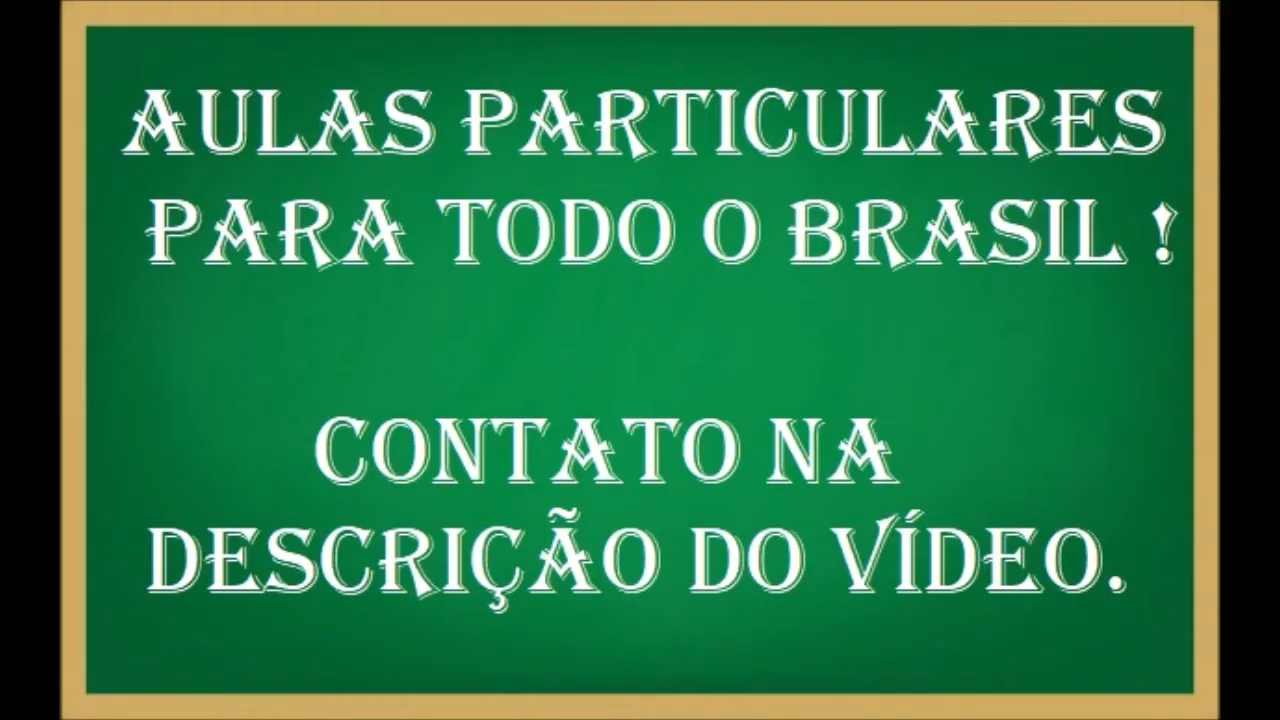 AULAS PARTICULARES
PARA TODO O BRASIL !
CONTATO NA
DESCRIÇÃO DO VÍDEO.